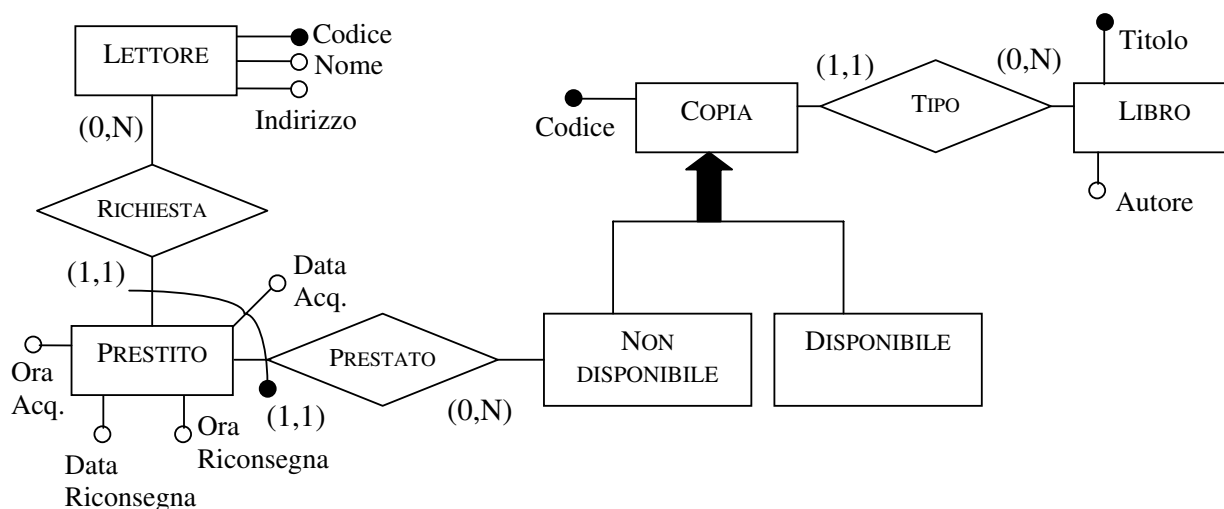 LETTORE
Codice
Nome
Indirizzo
(0,N)
RICHIESTA
(1,1)
Data
Acq.
PRESTITO
Ora
Acq.
Data
Riconsegna
Ora
Riconsegna
(1,1)
PRESTATO
(0,N)
NON
DISPONIBILE
DISPONIBILE
Codice
COPIA
(1,1)
TIPO
(0,N)
Titolo
LIBRO
Autore